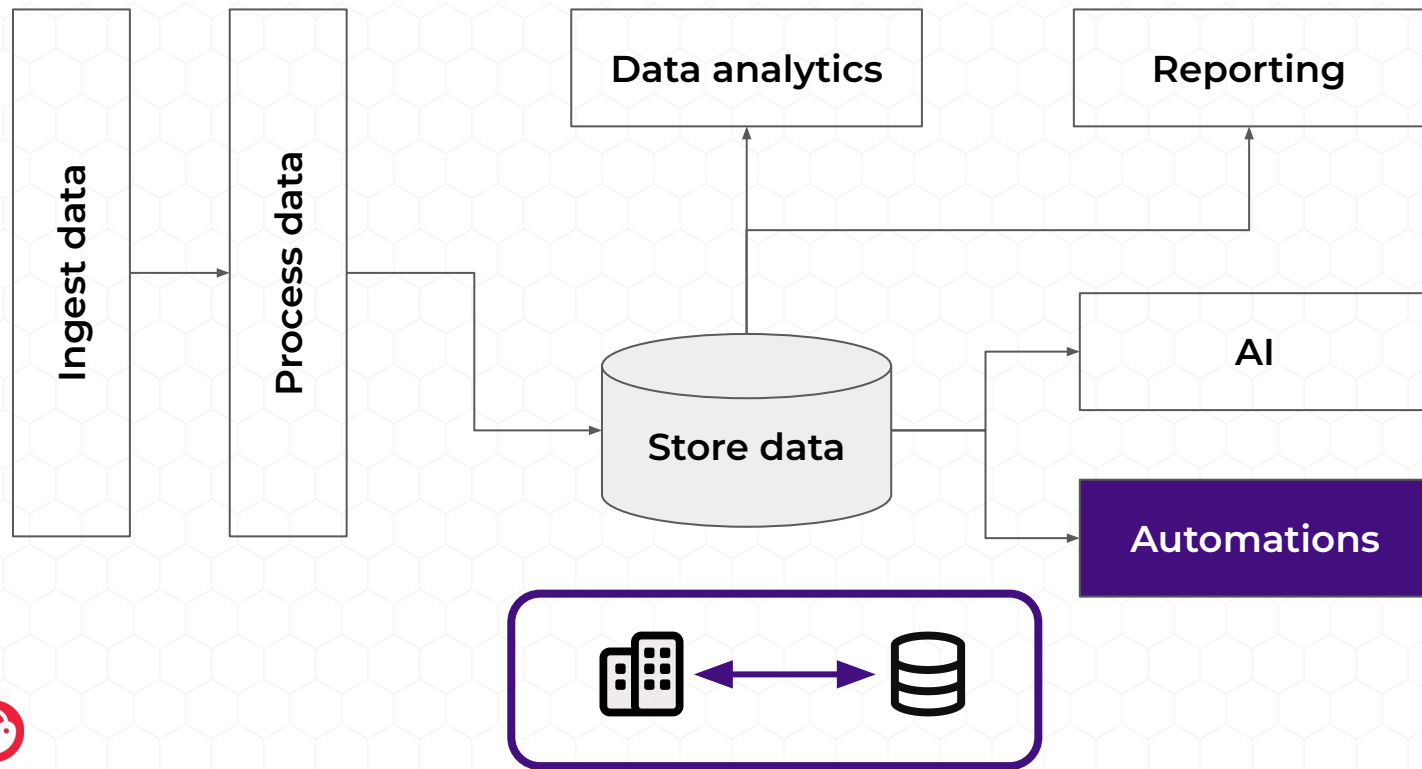 Ingest data
Process data
Data analytics
Reporting
Store data
AI
Automations